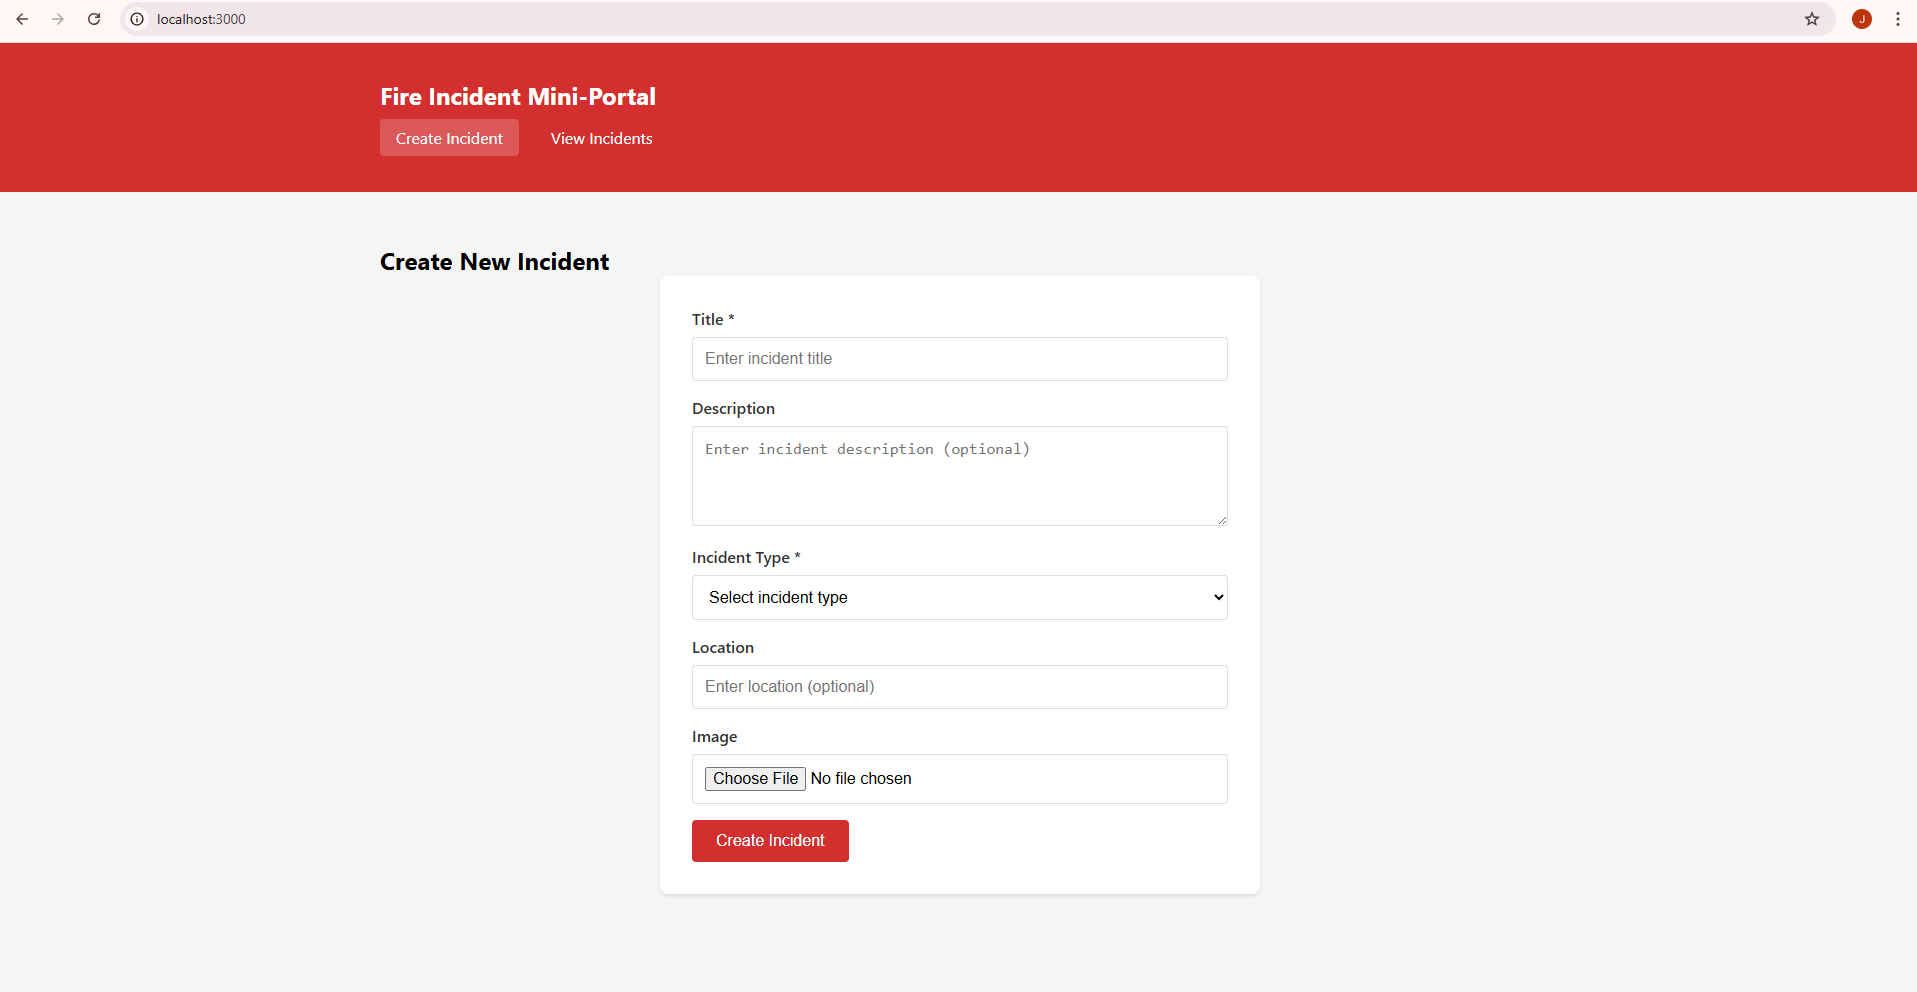 localhost:3000
J
Fire Incident Mini-Portal
Create Incident View Incidents
Create New Incident
Title *
Enter incident title
Description
Enter incident description (optional)
Incident Type *
Select incident type
Location
Enter location (optional)
Image
Choose File No file chosen
Create Incident